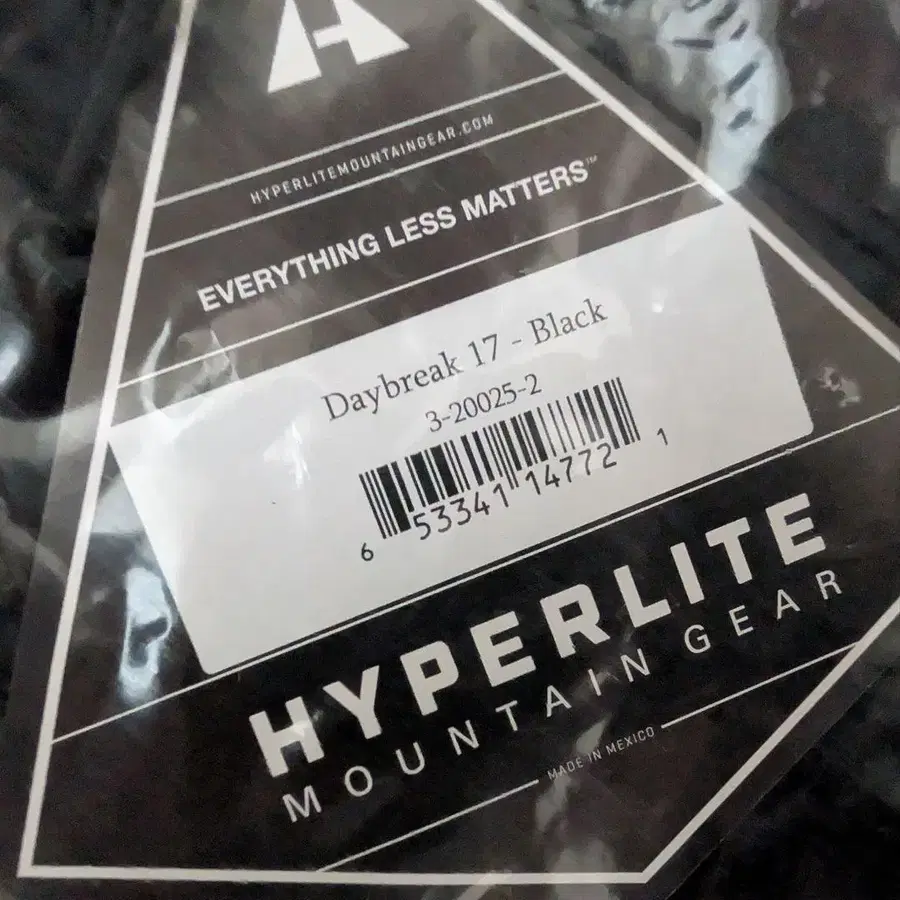 HYPERLITEMOUNTAINGEAR.COM
EVERYTHING LESS MATTERS™
Daybreak 17 - Black
3-20025-2
6 53341 14772 1
HYPERLITE
MOUNTAIN GEAR
MADE IN MEXICO